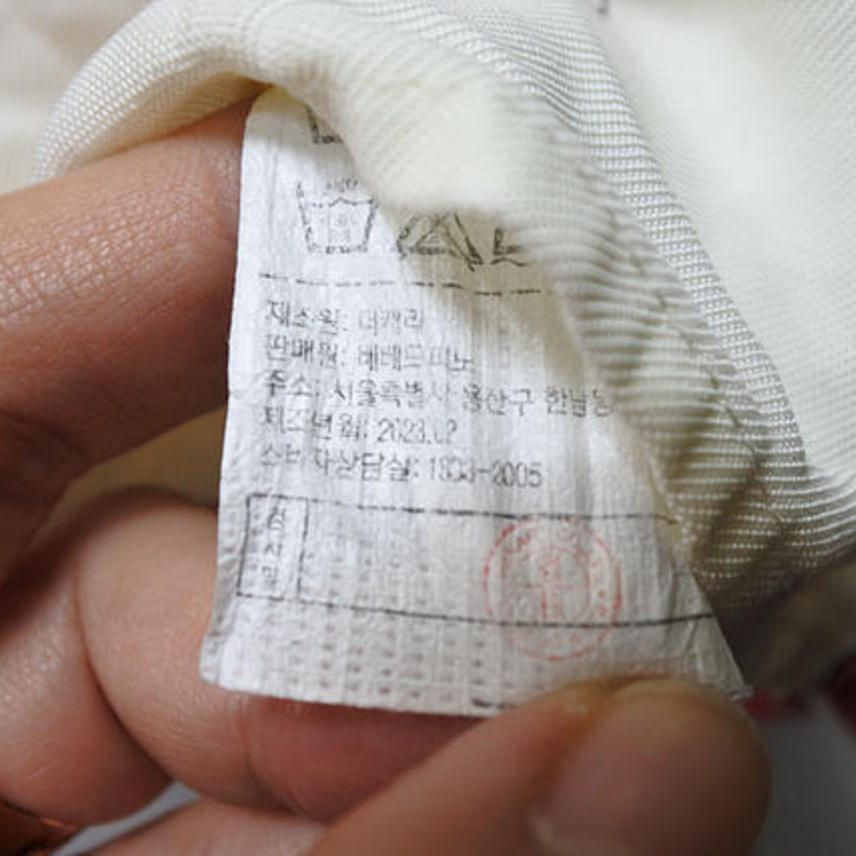 제조원: 더캐리
판매원: 베베드피노
주소: 서울특별시 용산구 한남동
제조년월: 2023.02
소비자상담실: 1833-2005